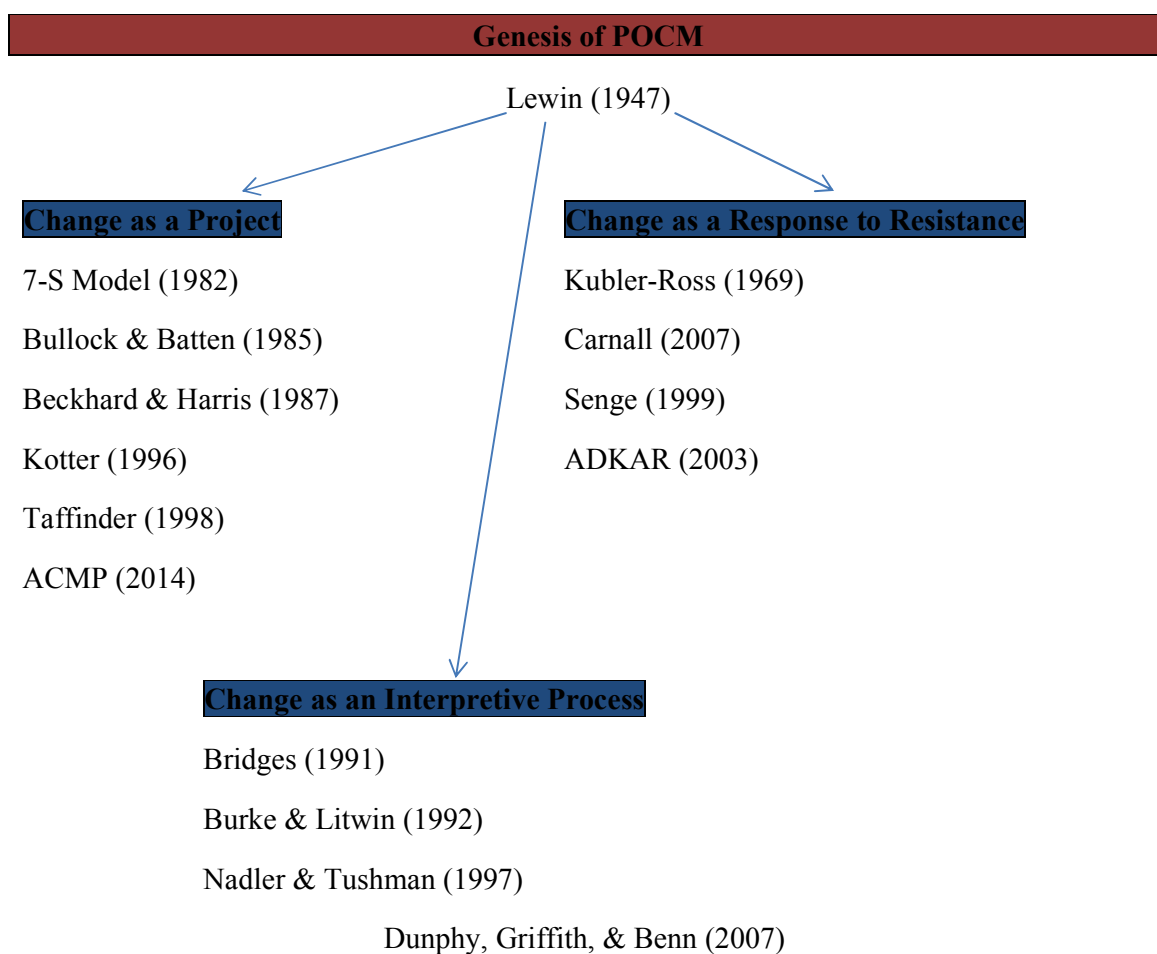 Genesis of POCM
Lewin (1947)
Change as a Project
7-S Model (1982)
Bullock & Batten (1985)
Beckhard & Harris (1987)
Kotter (1996)
Taffinder (1998)
ACMP (2014)
Change as a Response to Resistance
Kubler-Ross (1969)
Carnall (2007)
Senge (1999)
ADKAR (2003)
Change as an Interpretive Process
Bridges (1991)
Burke & Litwin (1992)
Nadler & Tushman (1997)
Dunphy, Griffith, & Benn (2007)